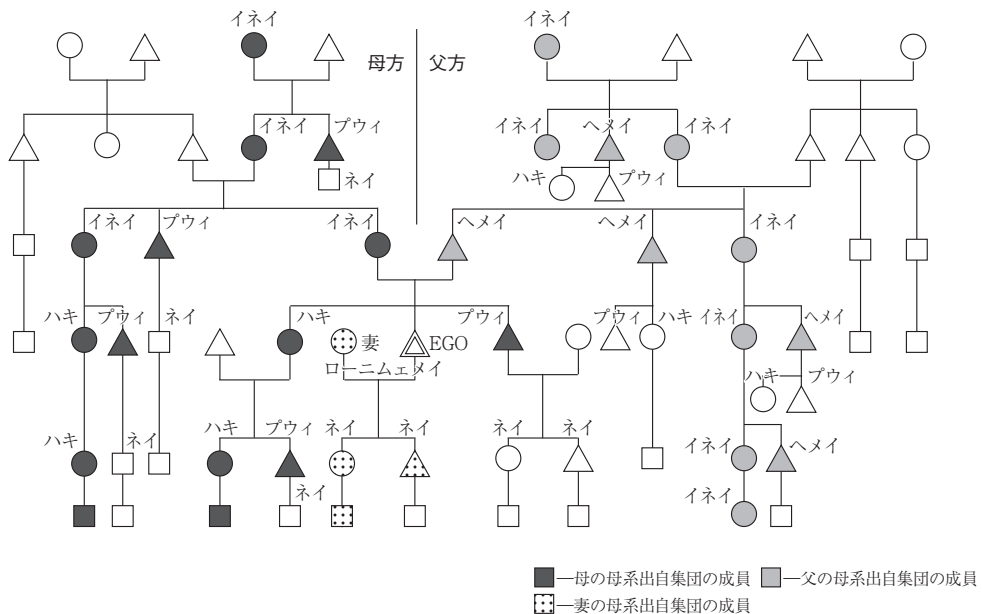 イネイ イネイ
母方 父方
イネイ プウィ イネイ ヘメイ イネイ
ネイ ハキ プウィ
イネイ プウィ イネイ ヘメイ ヘメイ イネイ
ハキ プウィ ネイ ハキ プウィ プウィ ハキ イネイ ヘメイ
妻 EGO
ローニムェメイ
ハキ プウィ
ハキ ネイ ハキ プウィ ネイ ネイ ネイ ネイ イネイ ヘメイ
ネイ イネイ
―母の母系出自集団の成員 ―父の母系出自集団の成員
―妻の母系出自集団の成員